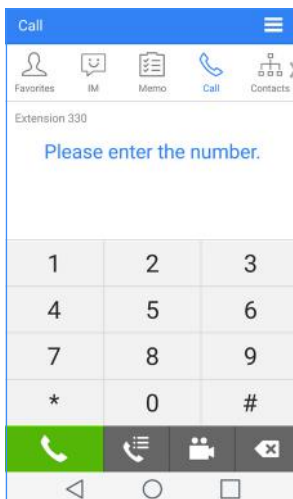 Call
Favorites IM Memo Call Contacts
Extension 330
Please enter the number.
1 2 3
4 5 6
7 8 9
* 0 #